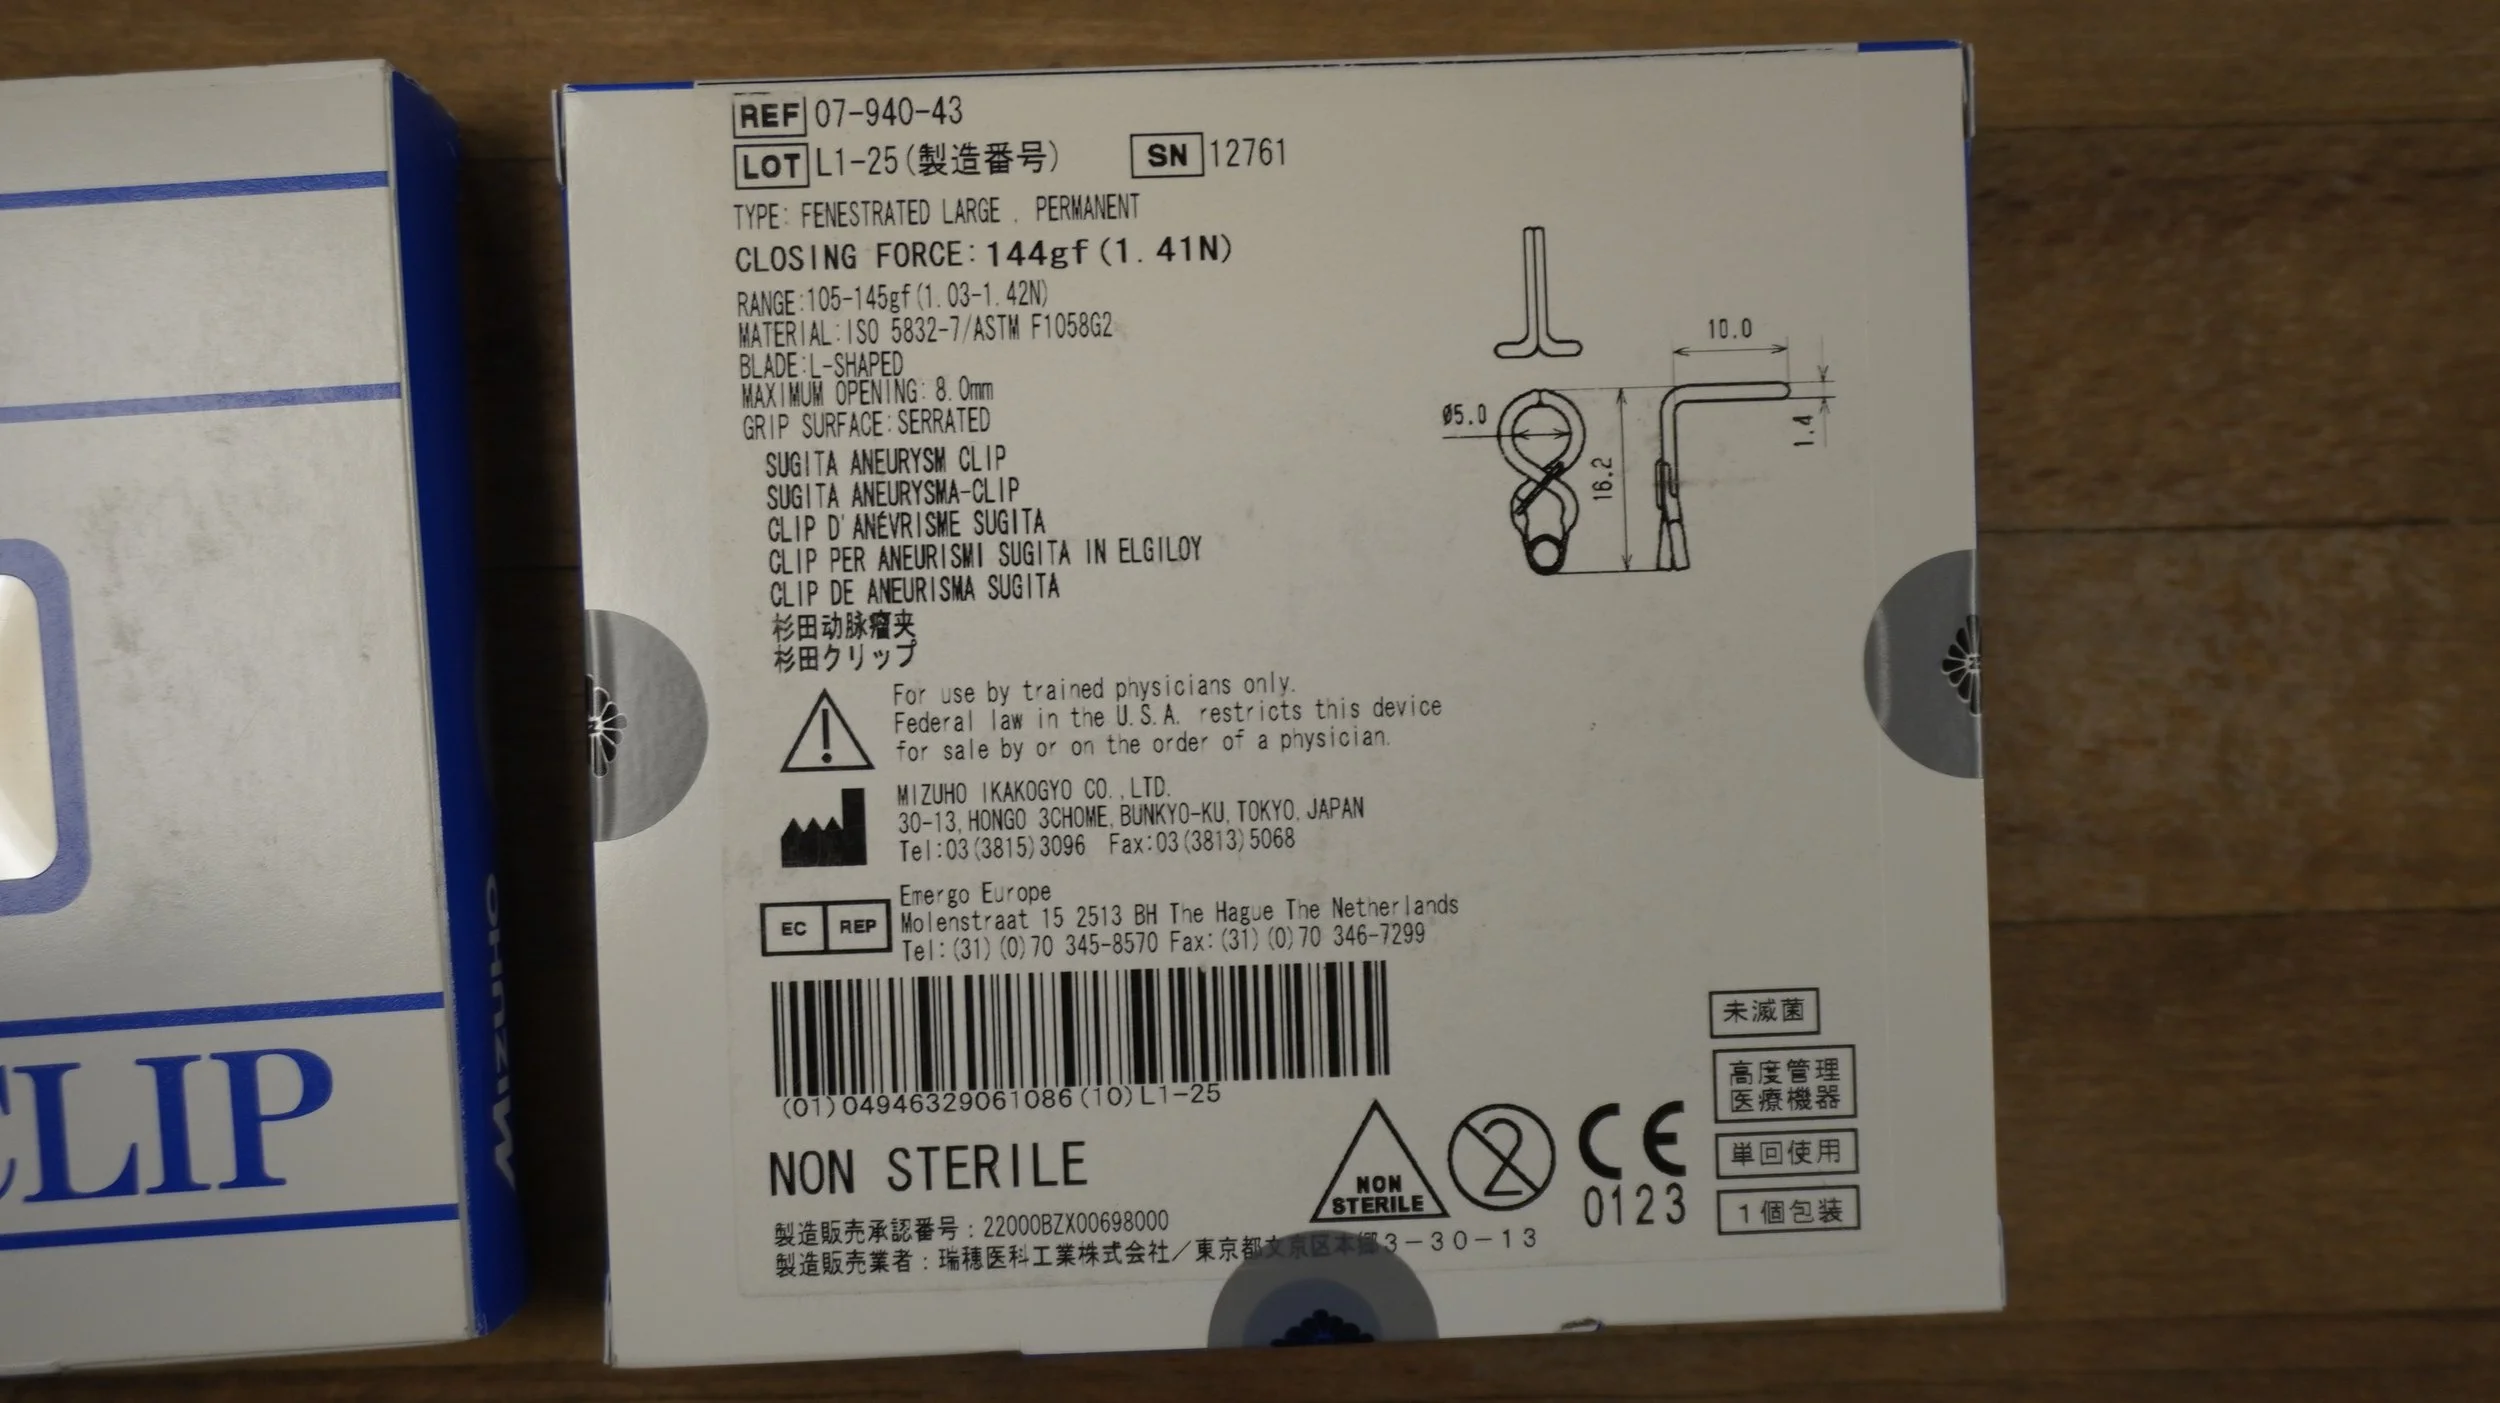 CLIP
MIZUHO
REF 07-940-43
LOT L1-25(製造番号) SN 12761
TYPE: FENESTRATED LARGE . PERMANENT
CLOSING FORCE:144gf(1.41N)
RANGE:105-145gf(1.03-1.42N)
MATERIAL:ISO 5832-7/ASTM F1058G2
BLADE:L-SHAPED
MAXIMUM OPENING: 8.0mm
GRIP SURFACE:SERRATED
SUGITA ANEURYSM CLIP
SUGITA ANEURYSMA-CLIP
CLIP D'ANÉVRISME SUGITA
CLIP PER ANEURISMI SUGITA IN ELGILOY
CLIP DE ANEURISMA SUGITA
杉田动脉瘤夹
杉田クリップ
10.0
Ø5.0
16.2
1.4
For use by trained physicians only.
Federal law in the U.S.A. restricts this device
for sale by or on the order of a physician.
MIZUHO IKAKOGYO CO.,LTD.
30-13,HONGO 3CHOME,BUNKYO-KU,TOKYO,JAPAN
Tel:03(3815)3096 Fax:03(3813)5068
EC REP
Emergo Europe
Molenstraat 15 2513 BH The Hague The Netherlands
Tel:(31)(0)70 345-8570 Fax:(31)(0)70 346-7299
(01)04946329061086(10)L1-25
NON STERILE
NON
STERILE
2
CE
0123
未滅菌
高度管理
医療機器
単回使用
1個包装
製造販売承認番号：22000BZX00698000
製造販売業者：瑞穂医科工業株式会社／東京都文京区本郷3-30-13